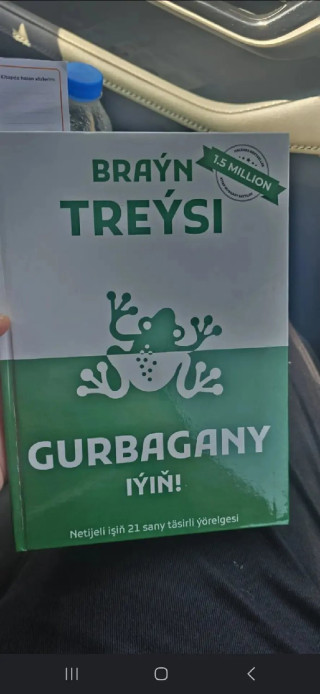 BRAÝN
TREÝSI
1.5 MILLION
GURBAGANY
IÝIŇ!
Netijeli işiň 21 sany täsirli ýörelgesi